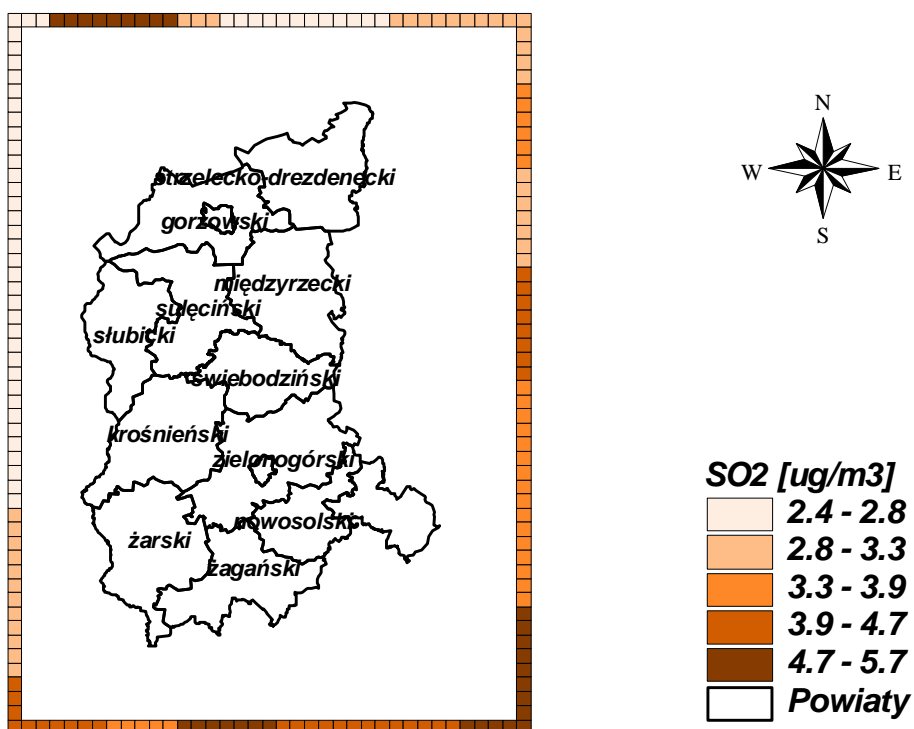 N
W E
S
strzelecko-drezdenecki
gorzowski
międzyrzecki
sulęciński
słubicki
świebodziński
krośnieński
zielonogórski
nowosolski
żarski
żagański
SO2 [ug/m3]
2.4 - 2.8
2.8 - 3.3
3.3 - 3.9
3.9 - 4.7
4.7 - 5.7
Powiaty